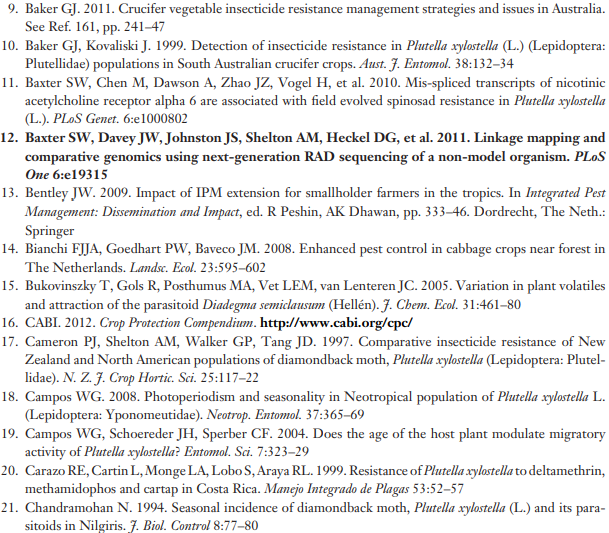 9. Baker GJ. 2011. Crucifer vegetable insecticide resistance management strategies and issues in Australia.
See Ref. 161, pp. 241–47
10. Baker GJ, Kovaliski J. 1999. Detection of insecticide resistance in Plutella xylostella (L.) (Lepidoptera:
Plutellidae) populations in South Australian crucifer crops. Aust. J. Entomol. 38:132–34
11. Baxter SW, Chen M, Dawson A, Zhao JZ, Vogel H, et al. 2010. Mis-spliced transcripts of nicotinic
acetylcholine receptor alpha 6 are associated with field evolved spinosad resistance in Plutella xylostella
(L.). PLoS Genet. 6:e1000802
12. Baxter SW, Davey JW, Johnston JS, Shelton AM, Heckel DG, et al. 2011. Linkage mapping and
comparative genomics using next-generation RAD sequencing of a non-model organism. PLoS
One 6:e19315
13. Bentley JW. 2009. Impact of IPM extension for smallholder farmers in the tropics. In Integrated Pest
Management: Dissemination and Impact, ed. R Peshin, AK Dhawan, pp. 333–46. Dordrecht, The Neth.:
Springer
14. Bianchi FJJA, Goedhart PW, Baveco JM. 2008. Enhanced pest control in cabbage crops near forest in
The Netherlands. Landsc. Ecol. 23:595–602
15. Bukovinszky T, Gols R, Posthumus MA, Vet LEM, van Lenteren JC. 2005. Variation in plant volatiles
and attraction of the parasitoid Diadegma semiclausum (Hellén). J. Chem. Ecol. 31:461–80
16. CABI. 2012. Crop Protection Compendium. http://www.cabi.org/cpc/
17. Cameron PJ, Shelton AM, Walker GP, Tang JD. 1997. Comparative insecticide resistance of New
Zealand and North American populations of diamondback moth, Plutella xylostella (Lepidoptera: Plutel-
lidae). N. Z. J. Crop Hortic. Sci. 25:117–22
18. Campos WG. 2008. Photoperiodism and seasonality in Neotropical population of Plutella xylostella L.
(Lepidoptera: Yponomeutidae). Neotrop. Entomol. 37:365–69
19. Campos WG, Schoereder JH, Sperber CF. 2004. Does the age of the host plant modulate migratory
activity of Plutella xylostella? Entomol. Sci. 7:323–29
20. Carazo RE, Cartin L, Monge LA, Lobo S, Araya RL. 1999. Resistance of Plutella xylostella to deltamethrin,
methamidophos and cartap in Costa Rica. Manejo Integrado de Plagas 53:52–57
21. Chandramohan N. 1994. Seasonal incidence of diamondback moth, Plutella xylostella (L.) and its para-
sitoids in Nilgiris. J. Biol. Control 8:77–80